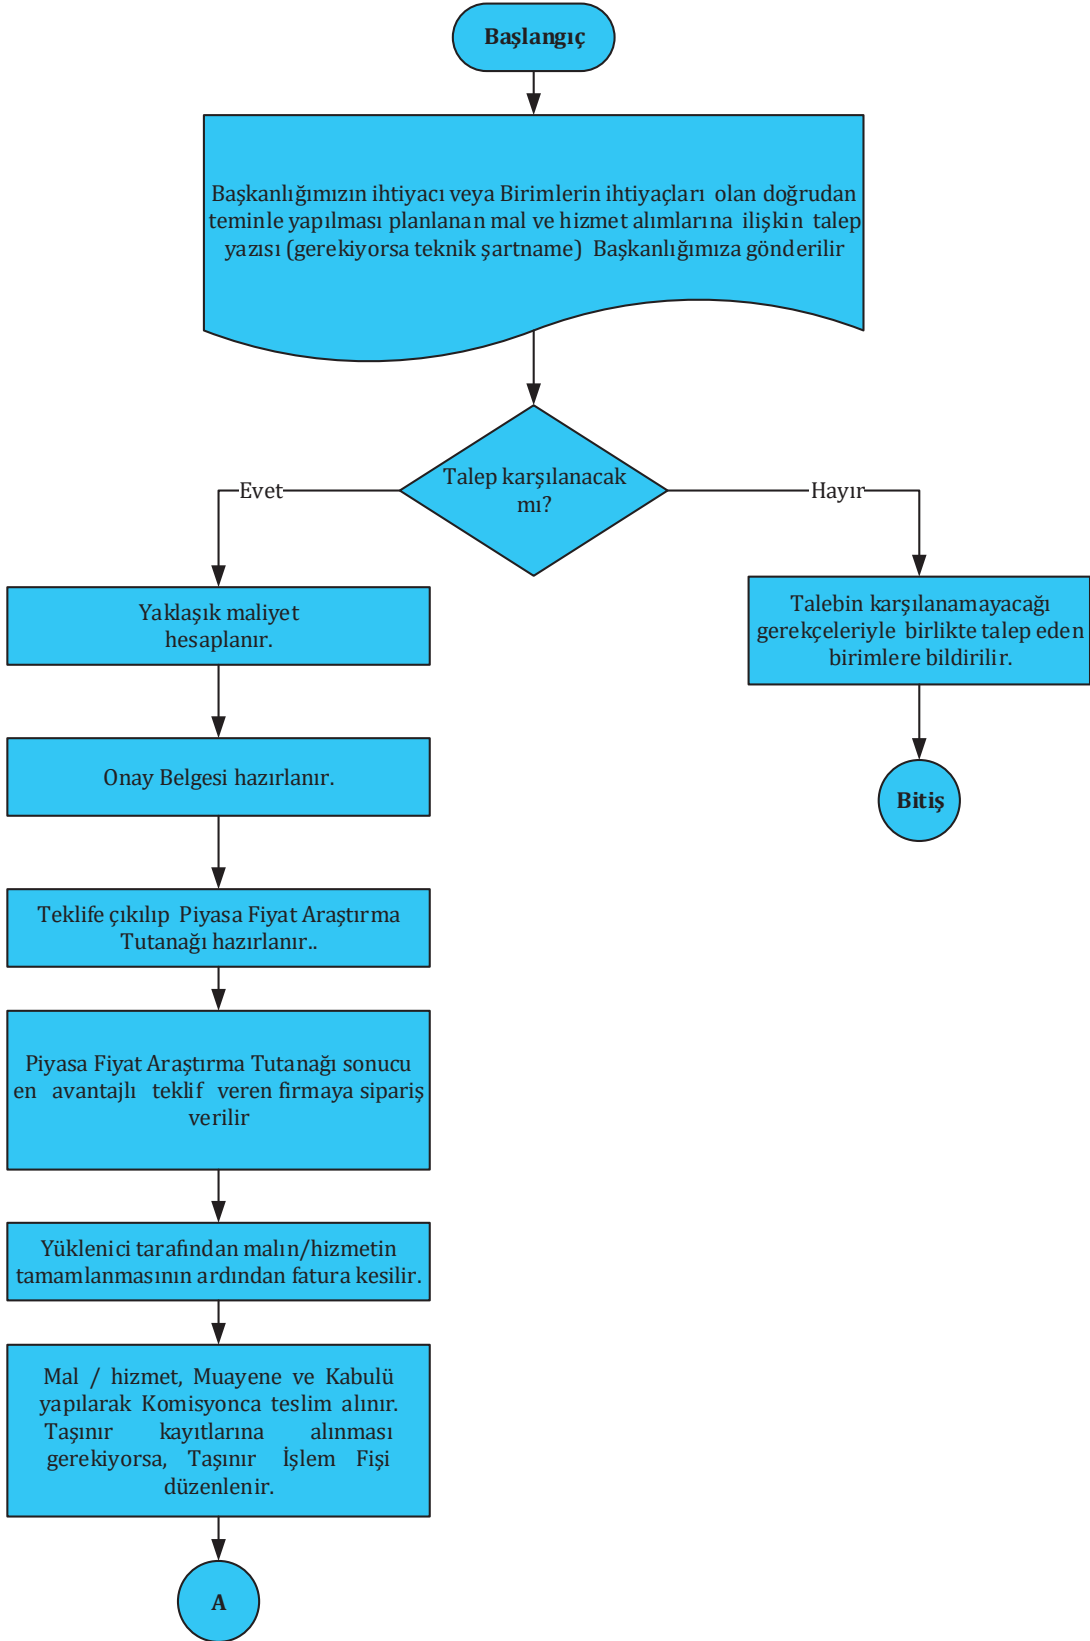 Başlangıç
Başkanlığımızın ihtiyacı veya Birimlerin ihtiyaçları olan doğrudan
teminle yapılması planlanan mal ve hizmet alımlarına ilişkin talep
yazısı (gerekiyorsa teknik şartname) Başkanlığımıza gönderilir
Talep karşılanacak
mı?
Evet
Hayır
Yaklaşık maliyet
hesaplanır.
Talebin karşılanamayacağı
gerekçeleriyle birlikte talep eden
birimlere bildirilir.
Onay Belgesi hazırlanır.
Bitiş
Teklife çıkılıp Piyasa Fiyat Araştırma
Tutanağı hazırlanır..
Piyasa Fiyat Araştırma Tutanağı sonucu
en avantajlı teklif veren firmaya sipariş
verilir
Yüklenici tarafından malın/hizmetin
tamamlanmasının ardından fatura kesilir.
Mal / hizmet, Muayene ve Kabulü
yapılarak Komisyonca teslim alınır.
Taşınır kayıtlarına alınması
gerekiyorsa, Taşınır İşlem Fişi
düzenlenir.
A